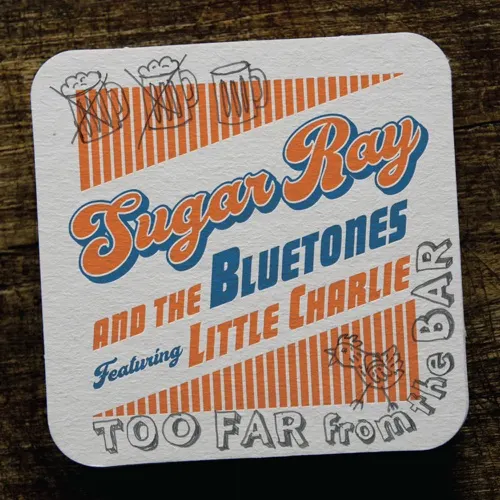 Sugar Ray
AND THE BLUETONES
Featuring LITTLE CHARLIE
TOO FAR from the BAR